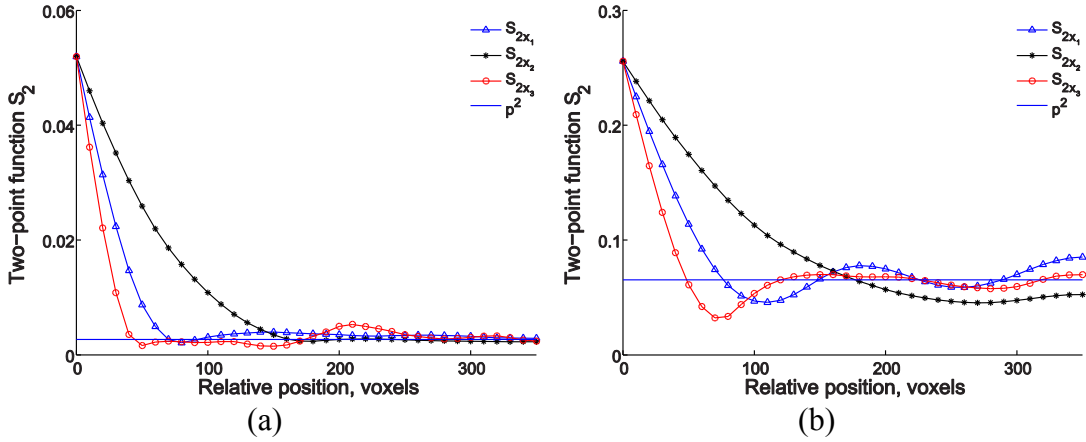 0.06
0.04
0.02
0
Two-point function S₂
0
100
200
300
Relative position, voxels
S₂ₓ₁
S₂ₓ₂
S₂ₓ₃
p²
(a)
0.3
0.2
0.1
0
Two-point function S₂
0
100
200
300
Relative position, voxels
S₂ₓ₁
S₂ₓ₂
S₂ₓ₃
p²
(b)